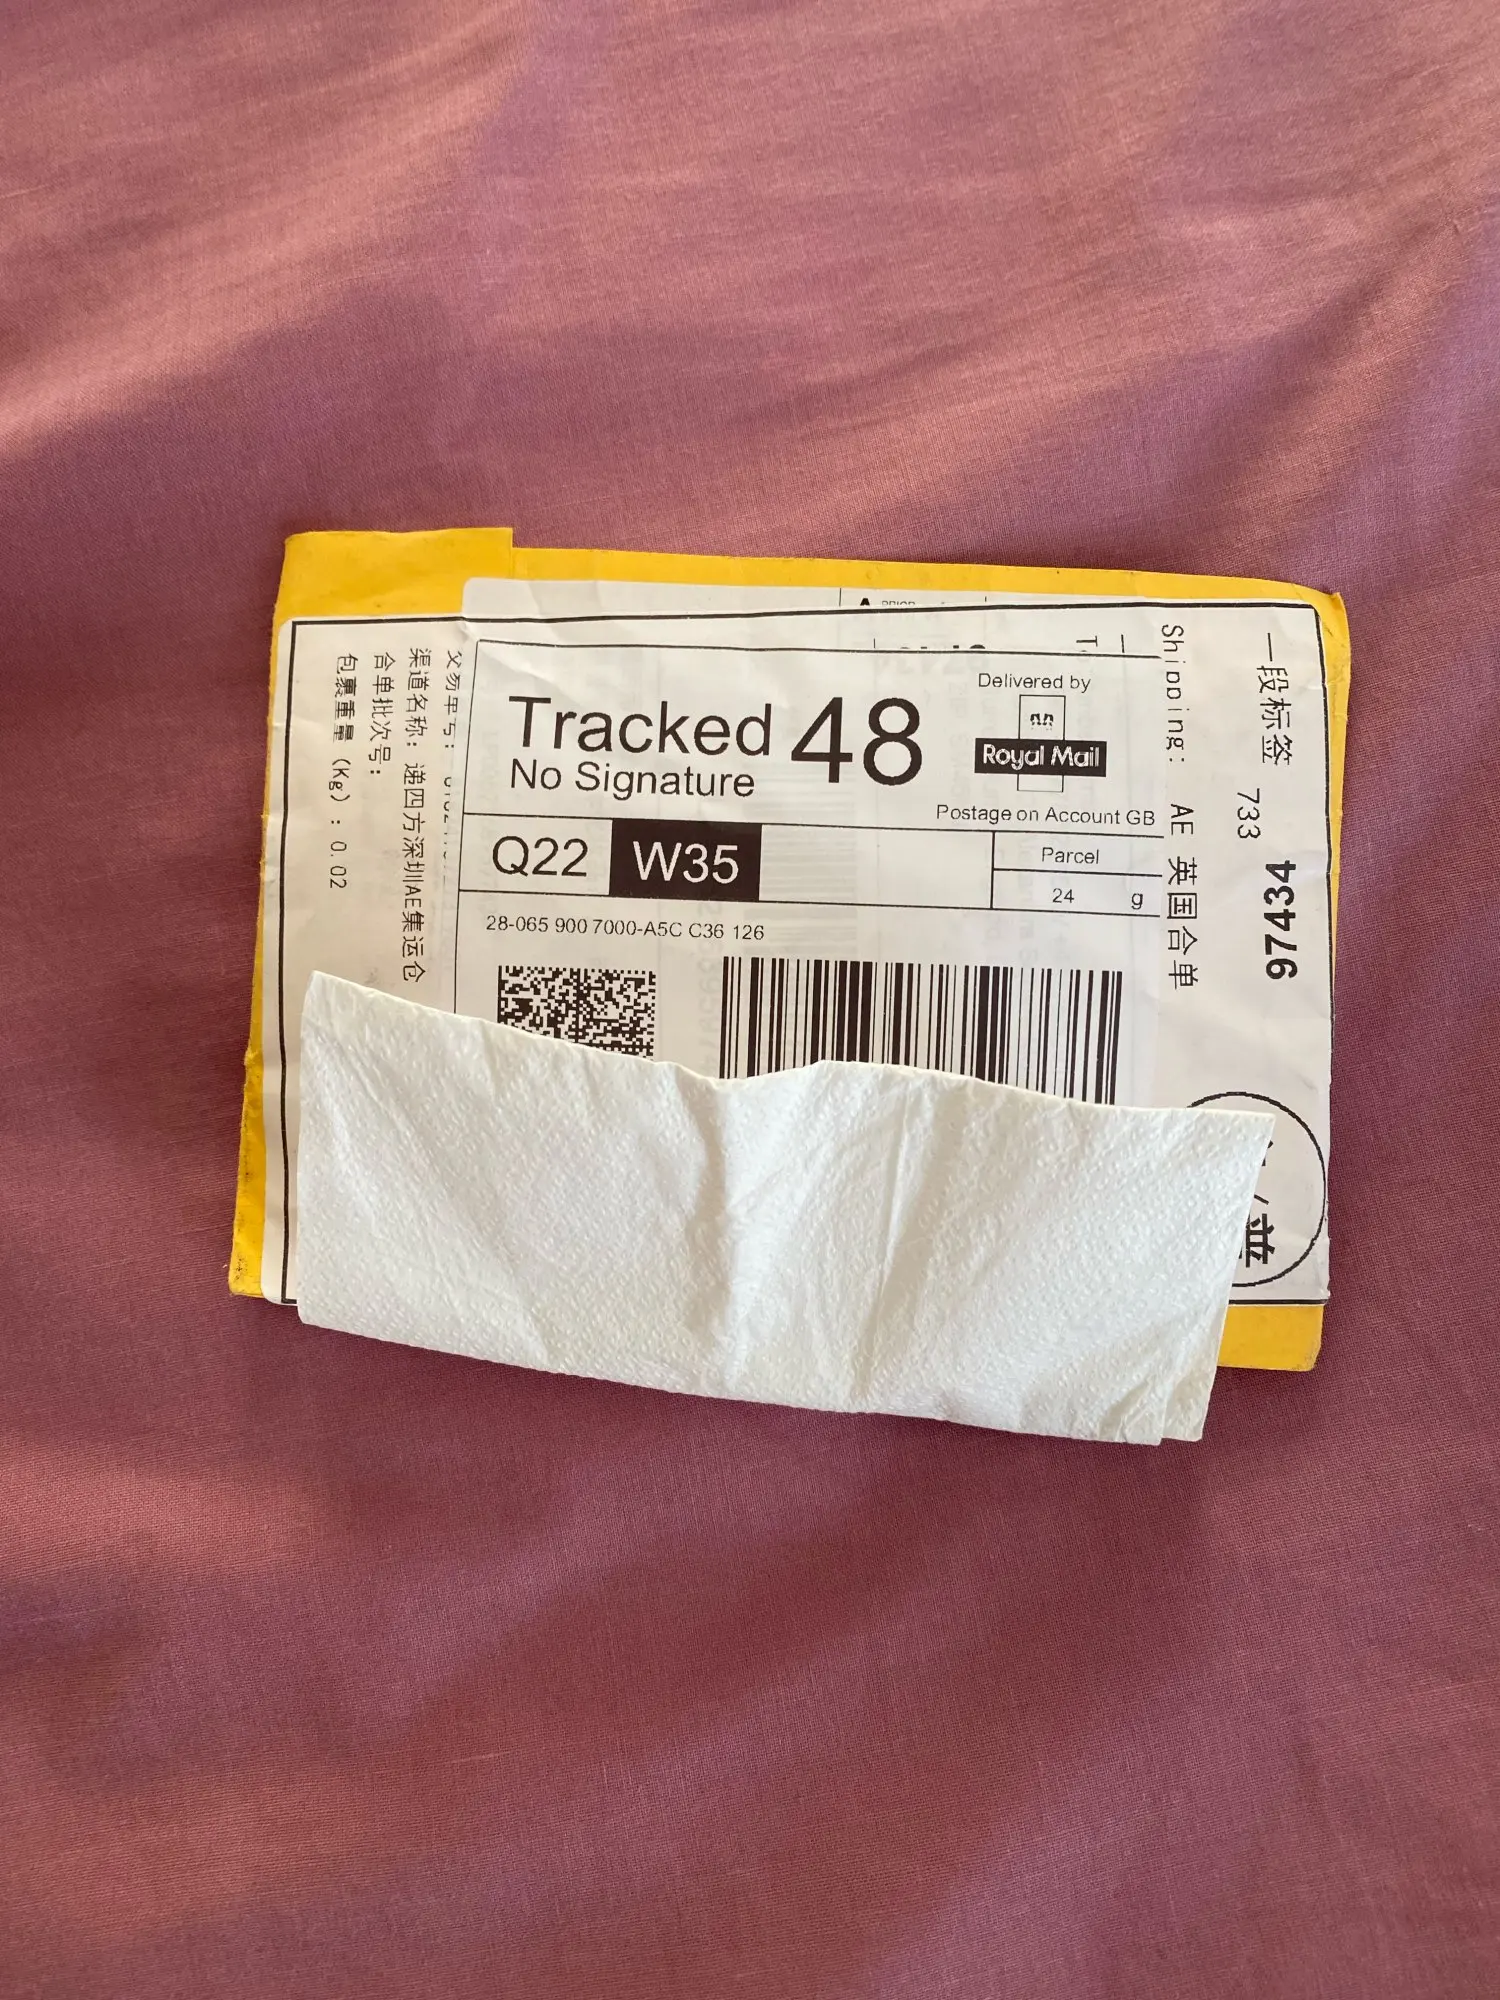 Tracked 48
No Signature
Delivered by
Royal Mail
Postage on Account GB
Q22 W35
Parcel
24 g
28-065 900 7000-A5C C36 126
一段标签 733 97434
Shipping: AE 英国合单
渠道名称: 递四方深圳AE集运仓
合单批次号:
包裹重量 (Kg) : 0.02